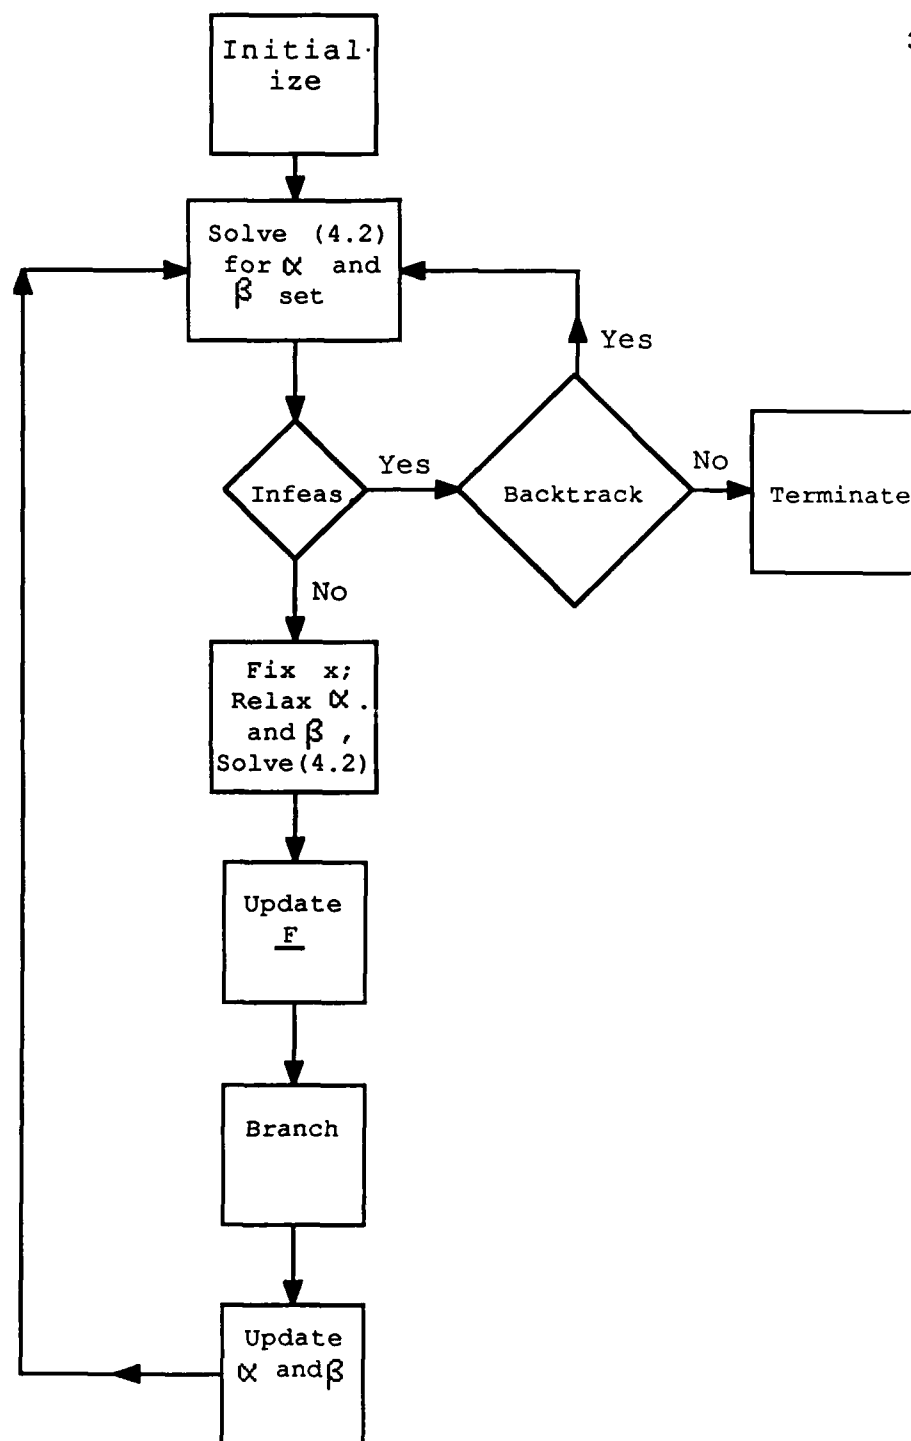 Initial-
ize
Solve (4.2)
for α and
β set
Yes
Infeas.
Yes
Backtrack
No
Terminate
No
Fix x;
Relax α.
and β ,
Solve(4.2)
Update
F
Branch
Update
α and β